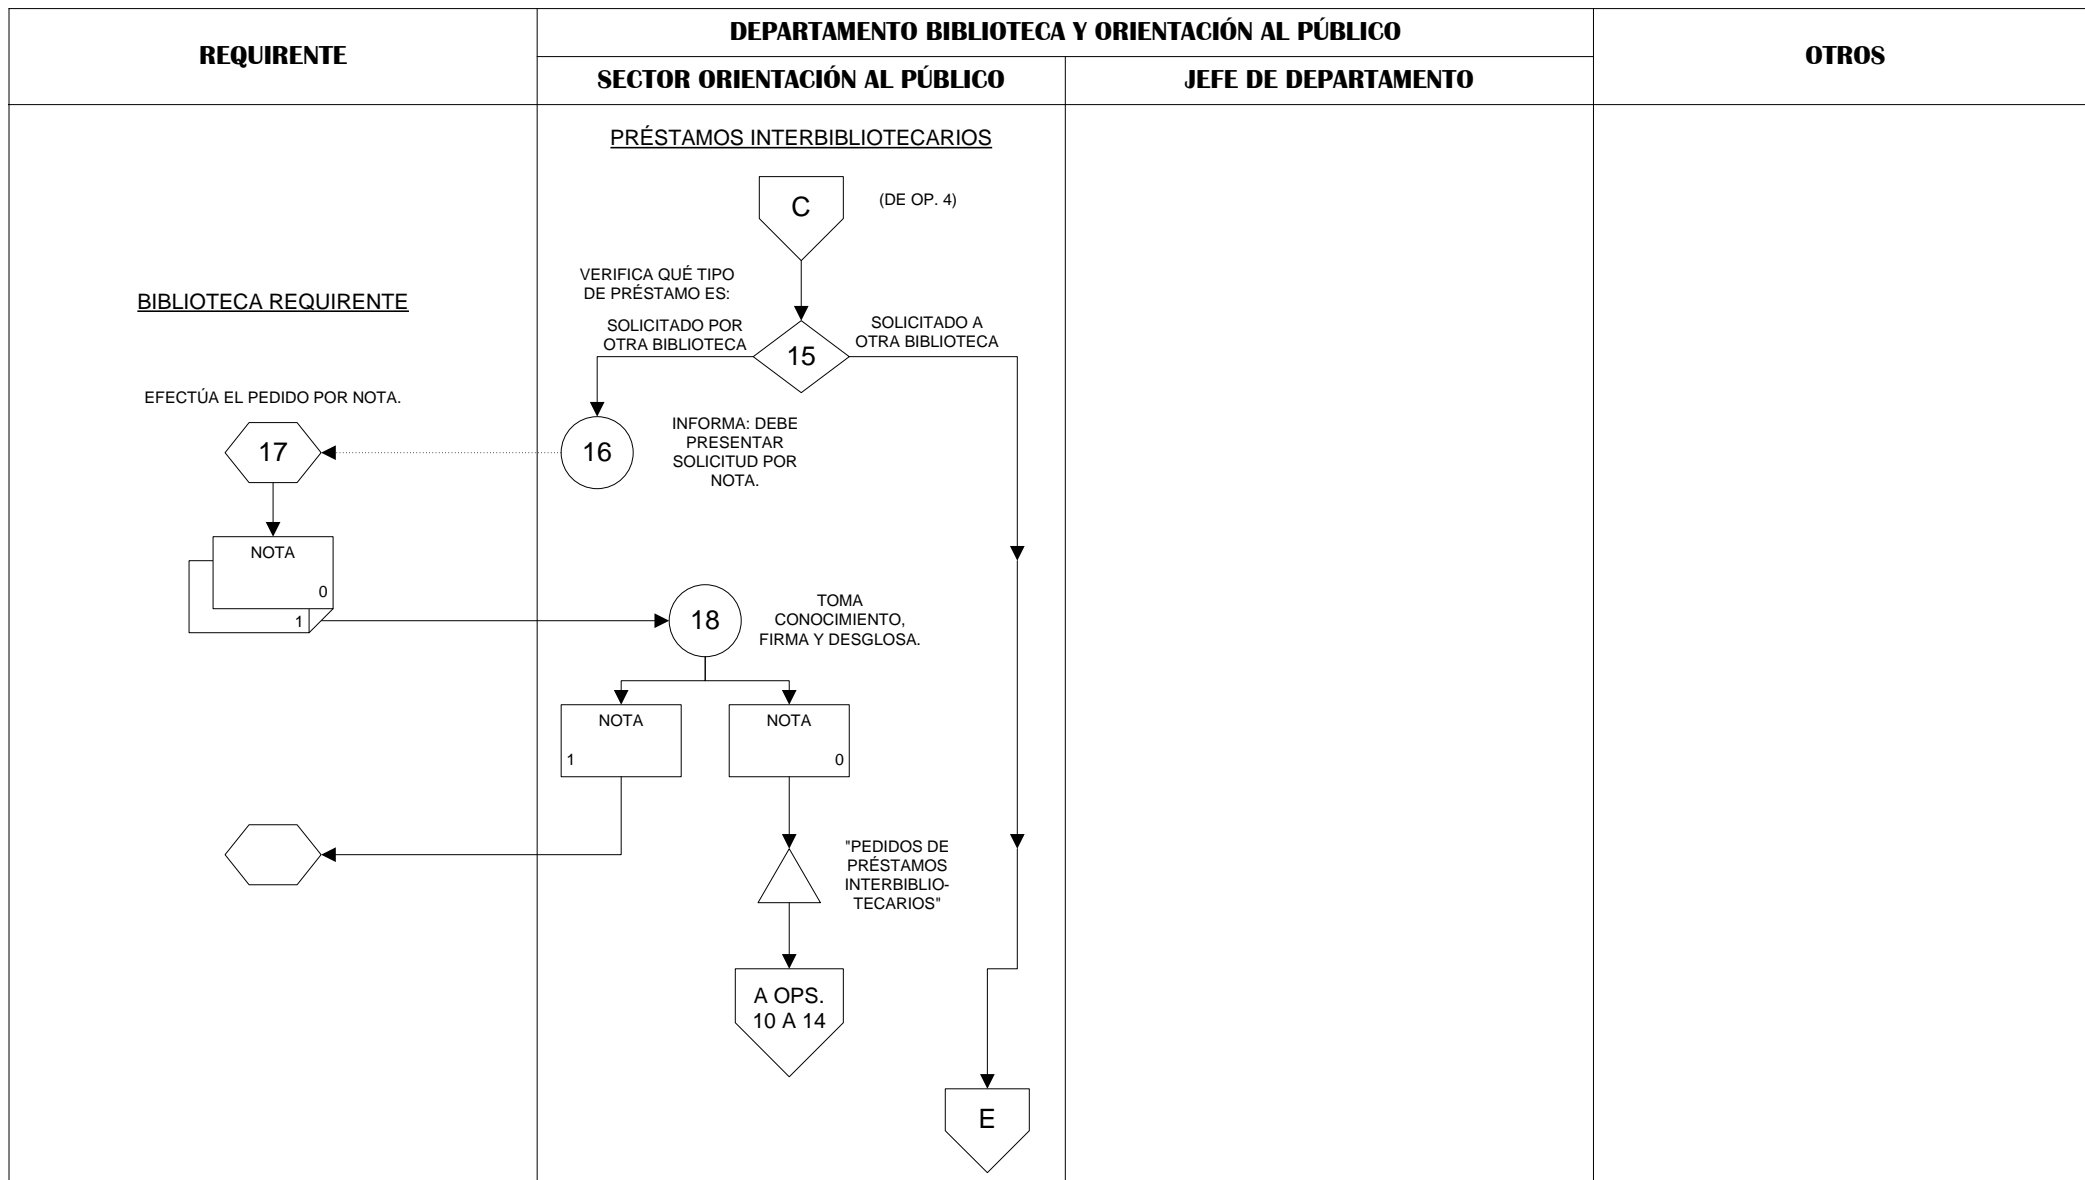 REQUIRENTE
DEPARTAMENTO BIBLIOTECA Y ORIENTACIÓN AL PÚBLICO
SECTOR ORIENTACIÓN AL PÚBLICO
JEFE DE DEPARTAMENTO
OTROS
PRÉSTAMOS INTERBIBLIOTECARIOS
C
(DE OP. 4)
VERIFICA QUÉ TIPO
DE PRÉSTAMO ES:
BIBLIOTECA REQUIRENTE
SOLICITADO POR
OTRA BIBLIOTECA
15
SOLICITADO A
OTRA BIBLIOTECA
EFECTÚA EL PEDIDO POR NOTA.
17
16
INFORMA: DEBE
PRESENTAR
SOLICITUD POR
NOTA.
NOTA
0
1
18
TOMA
CONOCIMIENTO,
FIRMA Y DESGLOSA.
NOTA
1
NOTA
0
"PEDIDOS DE
PRÉSTAMOS
INTERBIBLIO-
TECARIOS"
A OPS.
10 A 14
E